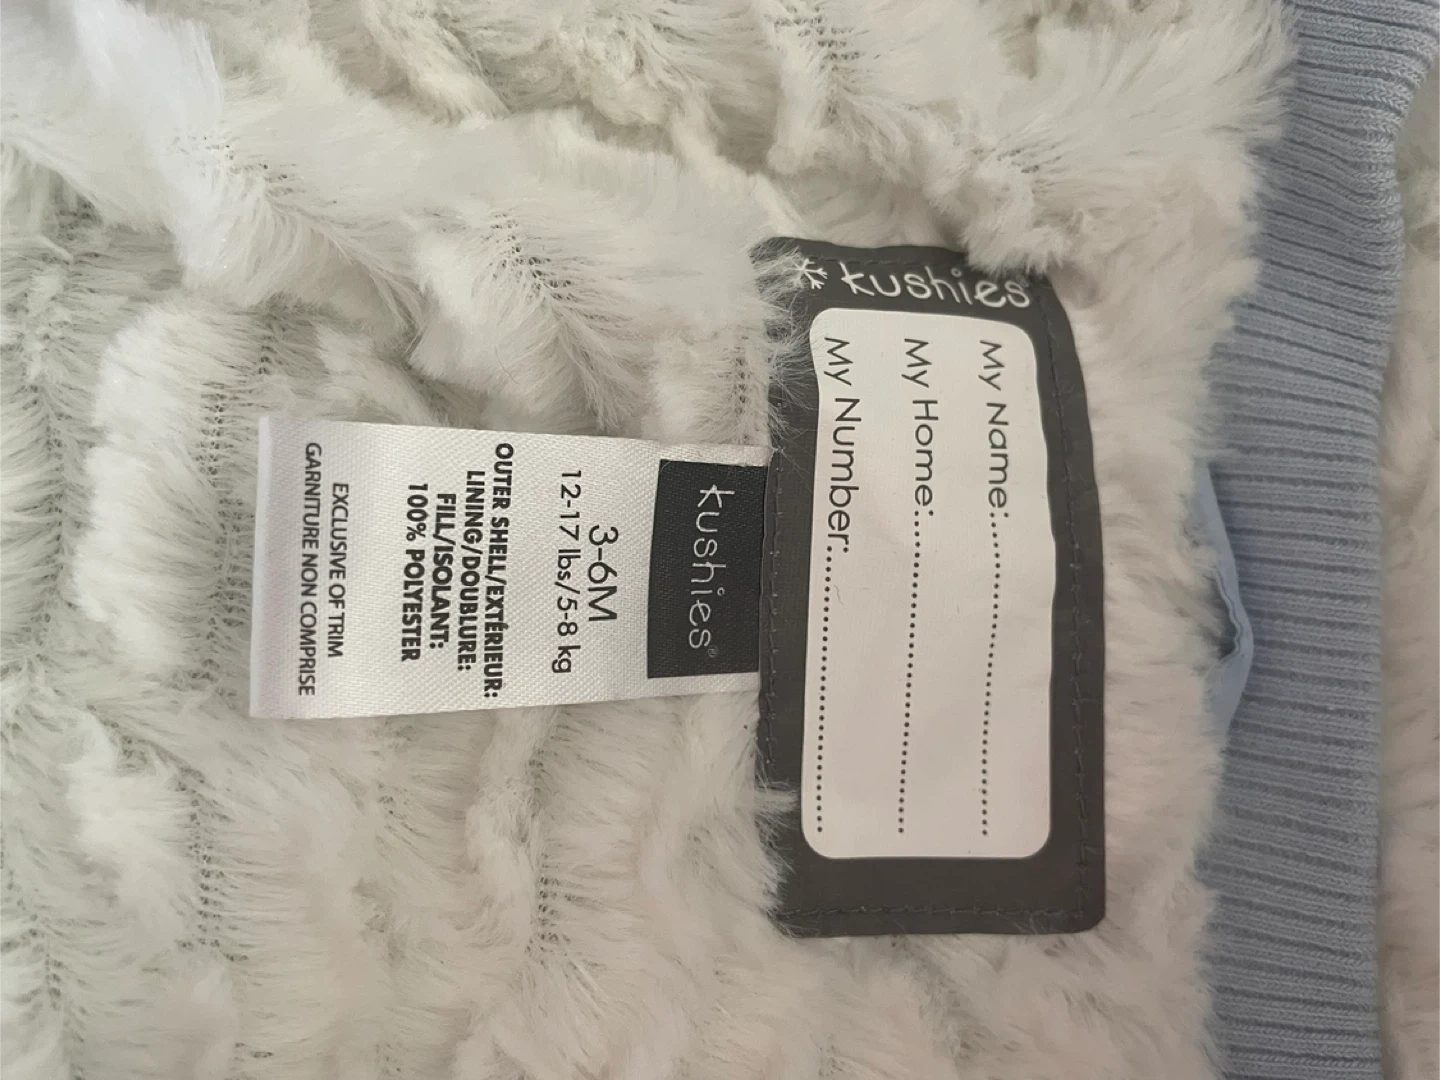 kushies
My Name:
My Home:
My Number:
kushies®
3-6M
12-17 lbs/5-8 kg
OUTER SHELL/EXTÉRIEUR:
LINING/DOUBLURE:
FILL/ISOLANT:
100% POLYESTER
EXCLUSIVE OF TRIM
GARNITURE NON COMPRISE